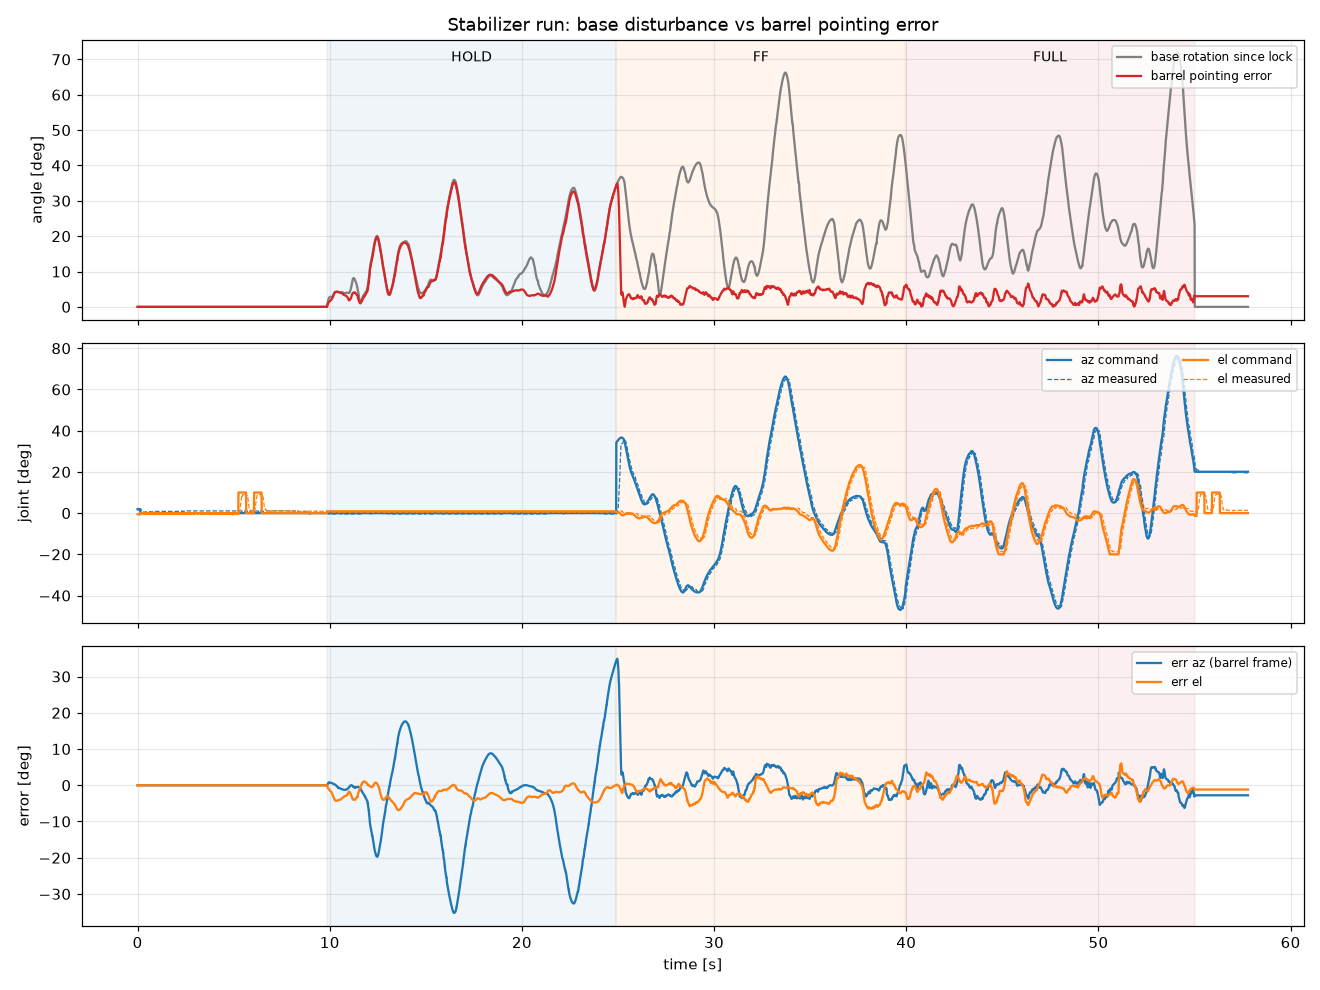 Stabilizer run: base disturbance vs barrel pointing error
HOLD
FF
FULL
base rotation since lock
barrel pointing error
angle [deg]
70
60
50
40
30
20
10
0
az command
az measured
el command
el measured
joint [deg]
80
60
40
20
0
−20
−40
err az (barrel frame)
err el
error [deg]
30
20
10
0
−10
−20
−30
0
10
20
30
40
50
60
time [s]